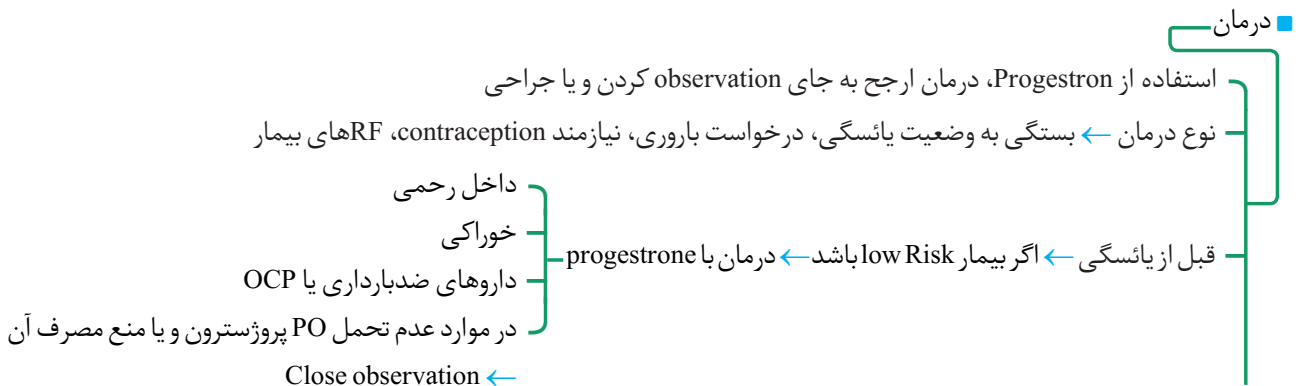 درمان
استفاده از Progestron، درمان ارجح به جای observation کردن و یا جراحی
نوع درمان ← بستگی به وضعیت یائسگی، درخواست باروری، نیازمند contraception، RFهای بیمار
قبل از یائسگی ← اگر بیمار low Risk باشد ← درمان با progestrone
داخل رحمی
خوراکی
داروهای ضدبارداری یا OCP
در موارد عدم تحمل PO پروژسترون و یا منع مصرف آن
← Close observation